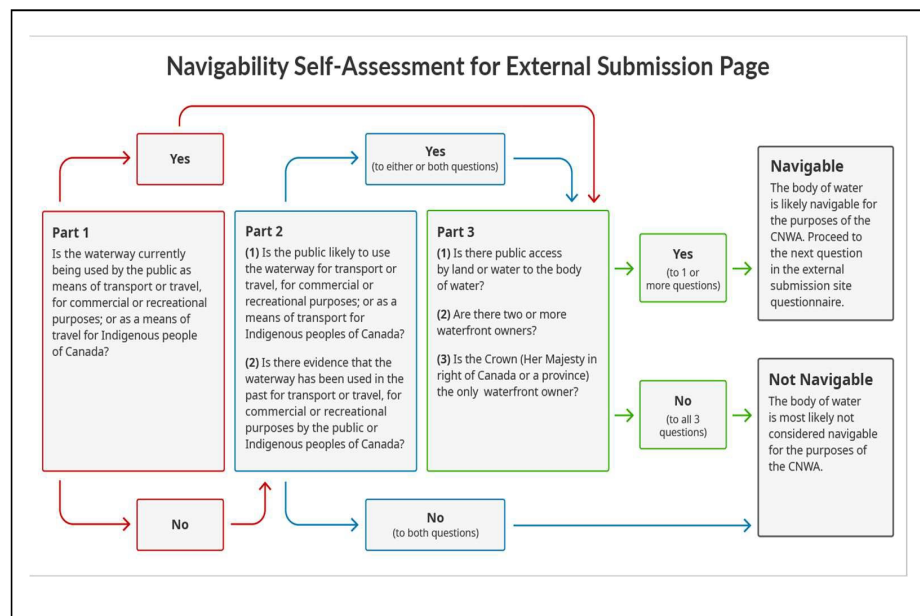 Navigability Self-Assessment for External Submission Page
Yes
Yes
(to either or both questions)
Part 1
Is the waterway currently
being used by the public as
means of transport or travel,
for commercial or recreational
purposes; or as a means of
travel for Indigenous people
of Canada?
Part 2
(1) Is the public likely to use
the waterway for transport or
travel, for commercial or
recreational purposes; or as a
means of transport for
Indigenous peoples of Canada?
(2) Is there evidence that the
waterway has been used in the
past for transport or travel, for
commercial or recreational
purposes by the public or
Indigenous peoples of Canada?
Part 3
(1) Is there public access
by land or water to the body
of water?
(2) Are there two or more
waterfront owners?
(3) Is the Crown (Her Majesty in
right of Canada or a province)
the only waterfront owner?
Yes
(to 1 or
more questions)
No
(to all 3
questions)
Navigable
The body of water
is likely navigable for
the purposes of the
CNWA. Proceed to
the next question
in the external
submission site
questionnaire.
Not Navigable
The body of water
is most likely not
considered navigable
for the purposes of
the CNWA.
No
No
(to both questions)